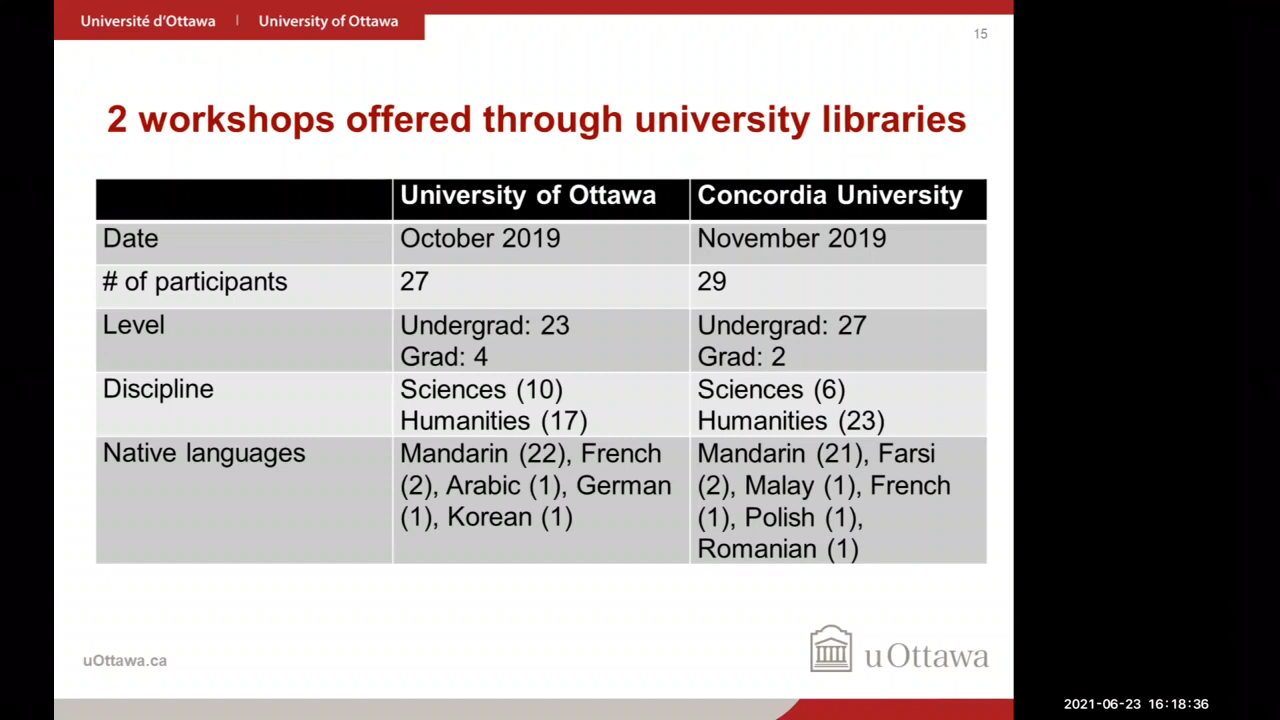 Université d'Ottawa | University of Ottawa
15
2 workshops offered through university libraries
University of Ottawa Concordia University
Date October 2019 November 2019
# of participants 27 29
Level Undergrad: 23 Undergrad: 27
Grad: 4 Grad: 2
Discipline Sciences (10) Sciences (6)
Humanities (17) Humanities (23)
Native languages Mandarin (22), French Mandarin (21), Farsi
(2), Arabic (1), German (2), Malay (1), French
(1), Korean (1) (1), Polish (1),
Romanian (1)
uOttawa.ca
uOttawa
2021-06-23 16:18:36